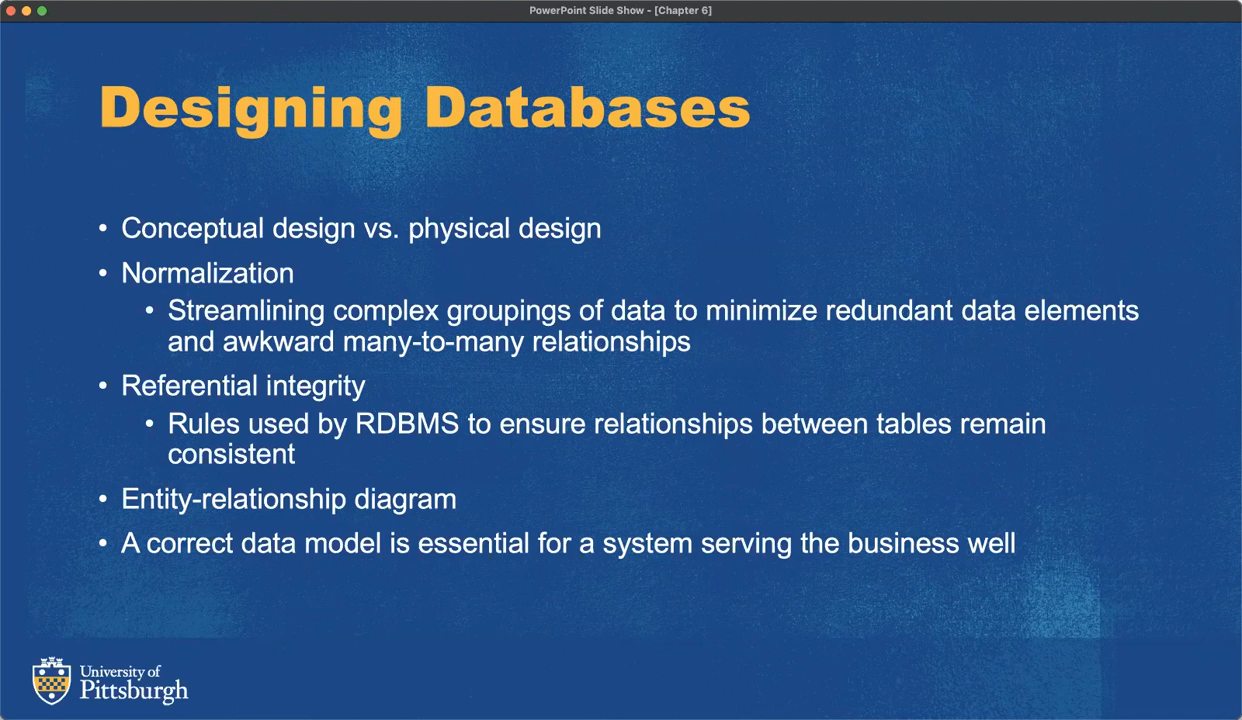 PowerPoint Slide Show - [Chapter 6]
Designing Databases
• Conceptual design vs. physical design
• Normalization
• Streamlining complex groupings of data to minimize redundant data elements
and awkward many-to-many relationships
• Referential integrity
• Rules used by RDBMS to ensure relationships between tables remain
consistent
• Entity-relationship diagram
• A correct data model is essential for a system serving the business well
University of
Pittsburgh